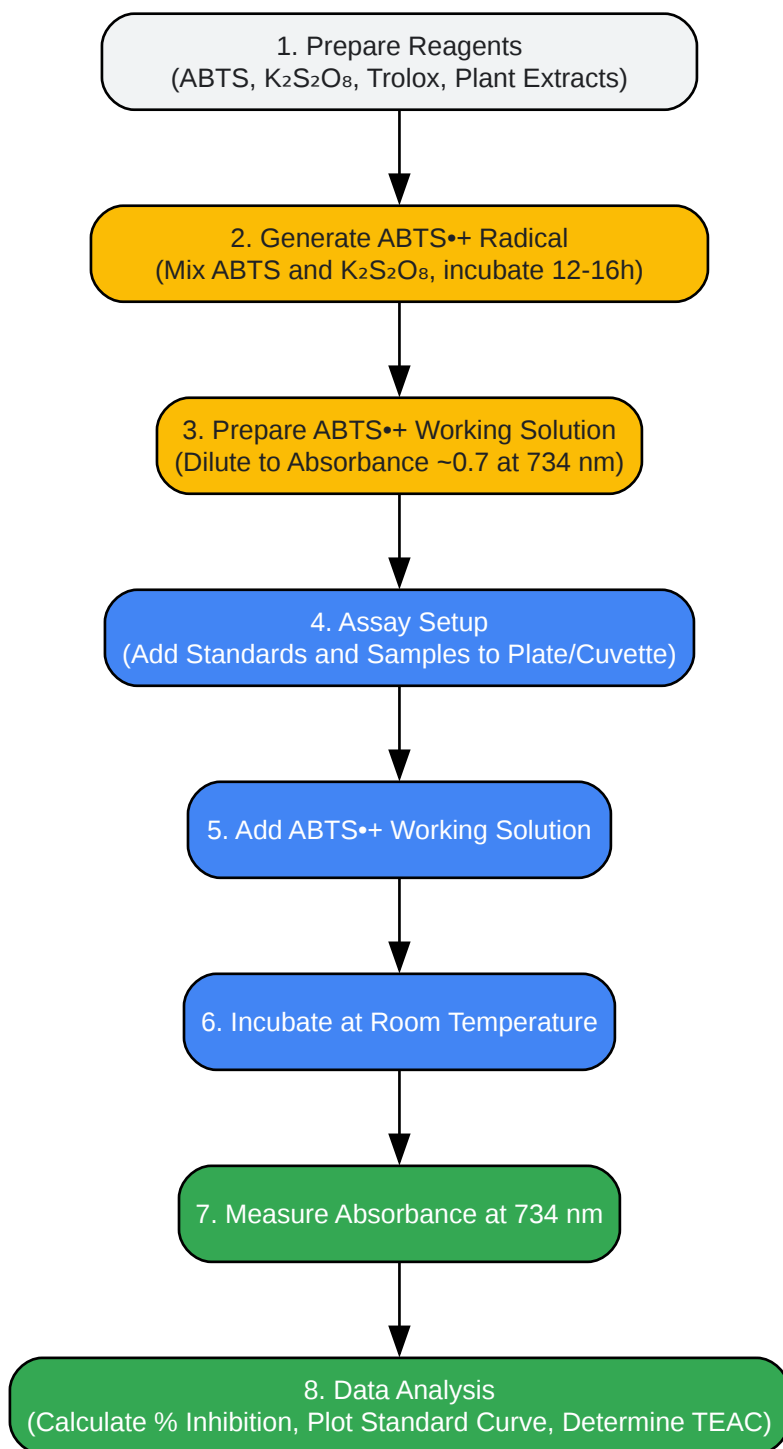 1. Prepare Reagents
(ABTS, K₂S₂O₈, Trolox, Plant Extracts)
2. Generate ABTS•+ Radical
(Mix ABTS and K₂S₂O₈, incubate 12-16h)
3. Prepare ABTS•+ Working Solution
(Dilute to Absorbance ~0.7 at 734 nm)
4. Assay Setup
(Add Standards and Samples to Plate/Cuvette)
5. Add ABTS•+ Working Solution
6. Incubate at Room Temperature
7. Measure Absorbance at 734 nm
8. Data Analysis
(Calculate % Inhibition, Plot Standard Curve, Determine TEAC)